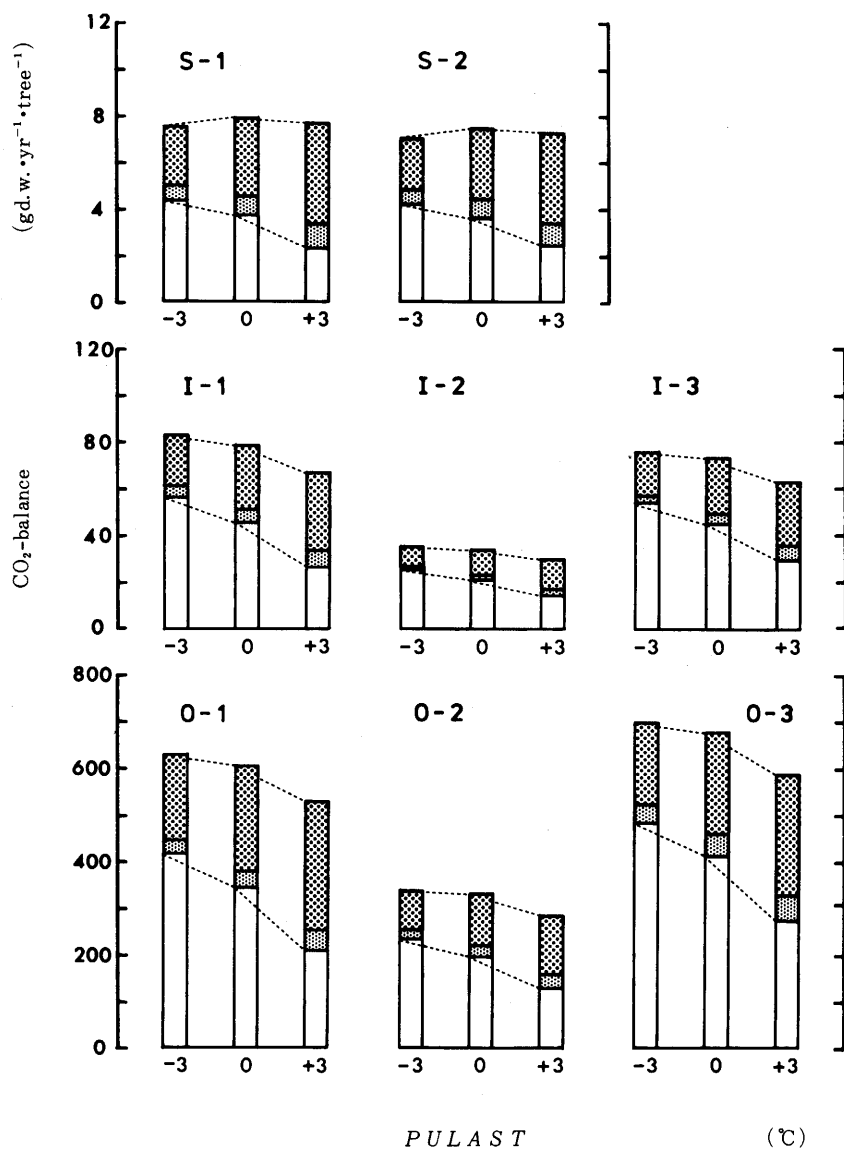 (gd.w.·yr⁻¹·tree⁻¹)
CO₂-balance
12
8
4
0
S-1
S-2
-3 0 +3
-3 0 +3
120
80
40
0
I-1
I-2
I-3
-3 0 +3
-3 0 +3
-3 0 +3
800
600
400
200
0
O-1
O-2
O-3
-3 0 +3
-3 0 +3
-3 0 +3
PULAST (℃)